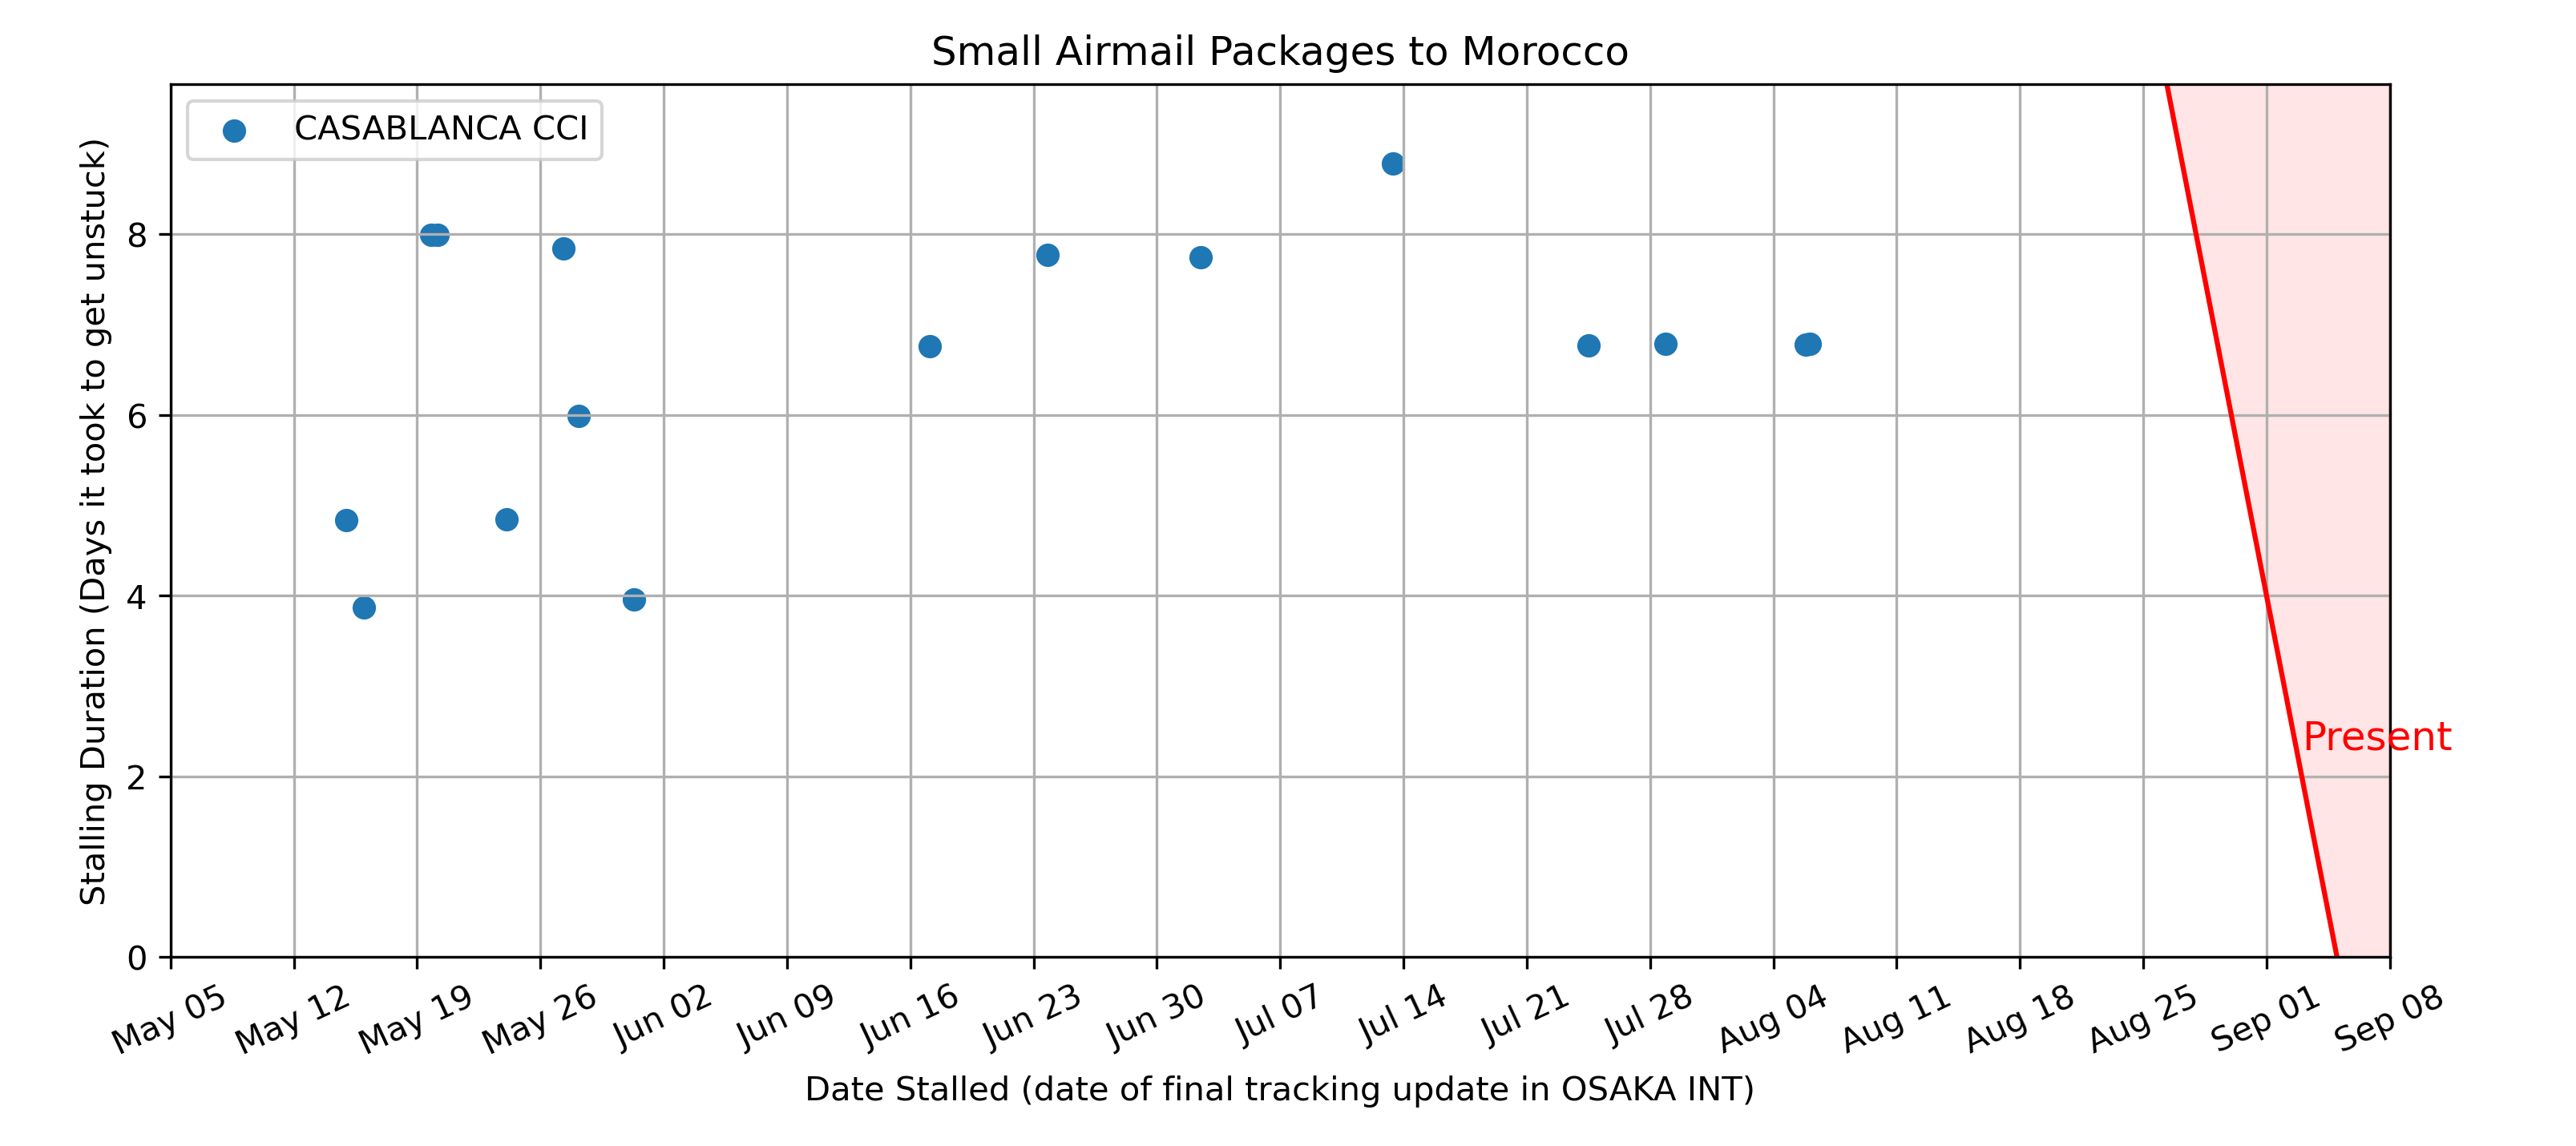 Small Airmail Packages to Morocco
CASABLANCA CCI
Stalling Duration (Days it took to get unstuck)
8
6
4
2
0
Present
May 05
May 12
May 19
May 26
Jun 02
Jun 09
Jun 16
Jun 23
Jun 30
Jul 07
Jul 14
Jul 21
Jul 28
Aug 04
Aug 11
Aug 18
Aug 25
Sep 01
Sep 08
Date Stalled (date of final tracking update in OSAKA INT)